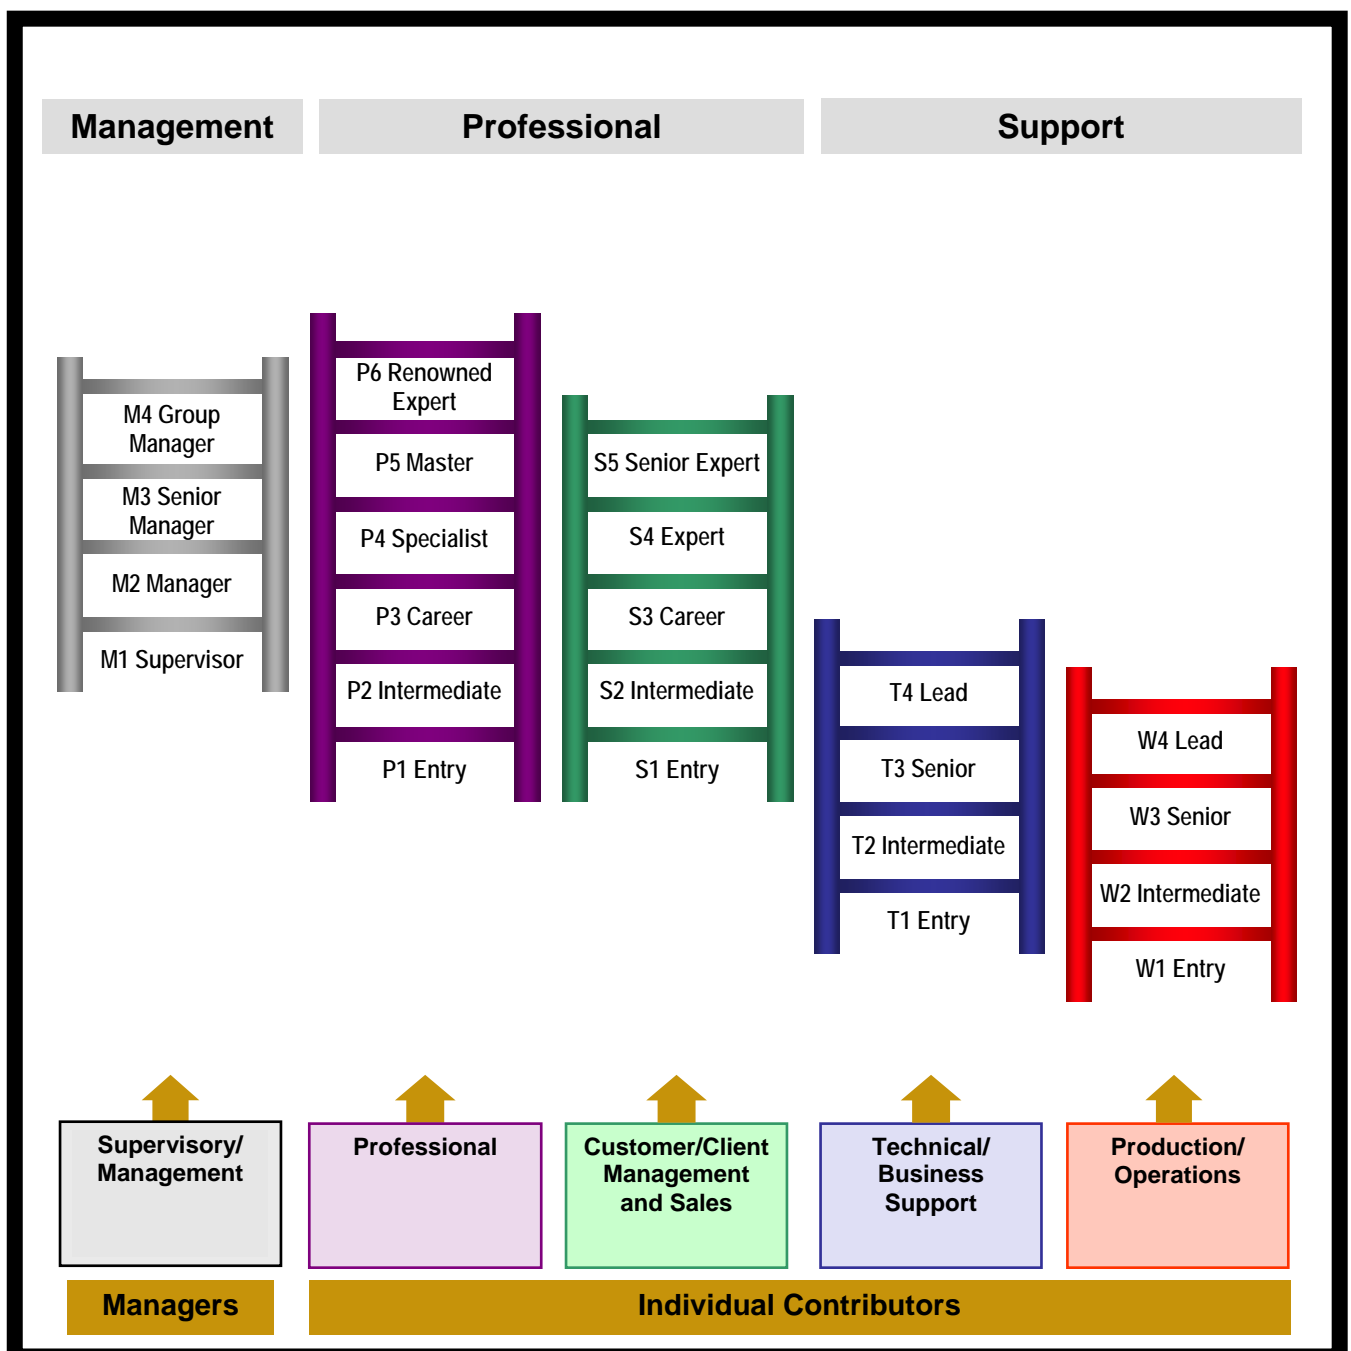 Management
Professional
Support
M4 Group
Manager
M3 Senior
Manager
M2 Manager
M1 Supervisor
P6 Renowned
Expert
P5 Master
P4 Specialist
P3 Career
P2 Intermediate
P1 Entry
S5 Senior Expert
S4 Expert
S3 Career
S2 Intermediate
S1 Entry
T4 Lead
T3 Senior
T2 Intermediate
T1 Entry
W4 Lead
W3 Senior
W2 Intermediate
W1 Entry
Supervisory/
Management
Professional
Customer/Client
Management
and Sales
Technical/
Business
Support
Production/
Operations
Managers
Individual Contributors